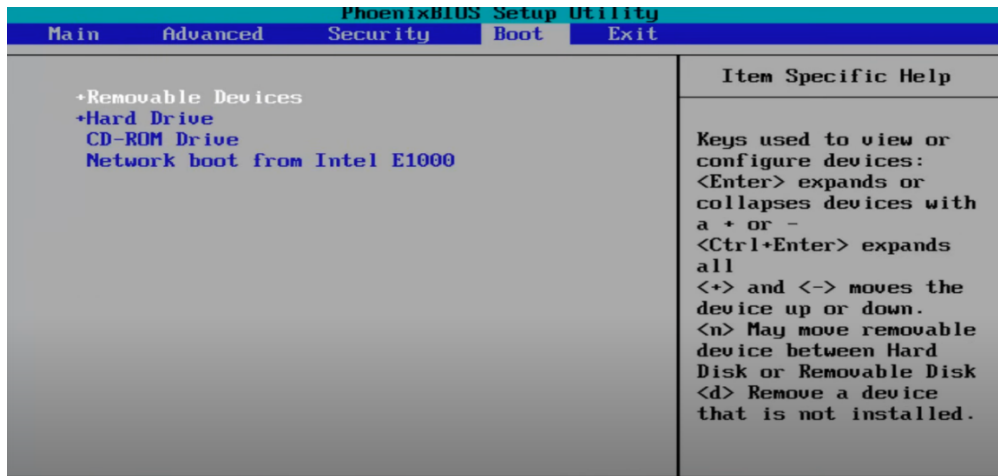 PhoenixBIOS Setup Utility
Main Advanced Security Boot Exit
+Removable Devices
+Hard Drive
CD-ROM Drive
Network boot from Intel E1000
Item Specific Help
Keys used to view or
configure devices:
<Enter> expands or
collapses devices with
a + or -
<Ctrl+Enter> expands
all
<+> and <-> moves the
device up or down.
<n> May move removable
device between Hard
Disk or Removable Disk
<d> Remove a device
that is not installed.